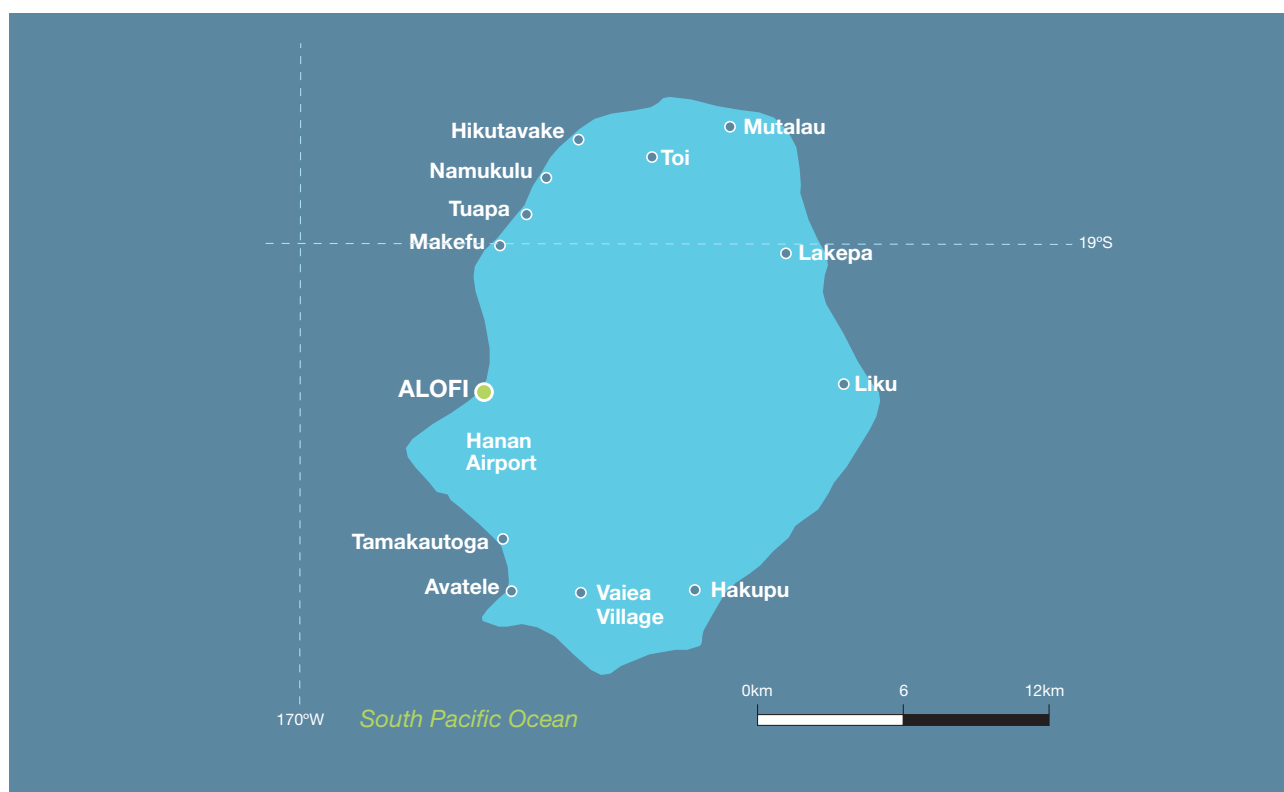 Hikutavake
Mutalau
Toi
Namukulu
Tuapa
Makefu
19ºS
Lakepa
ALOFI
Liku
Hanan
Airport
Tamakautoga
Avatele
Vaiea
Village
Hakupu
0km 6 12km
170ºW
South Pacific Ocean